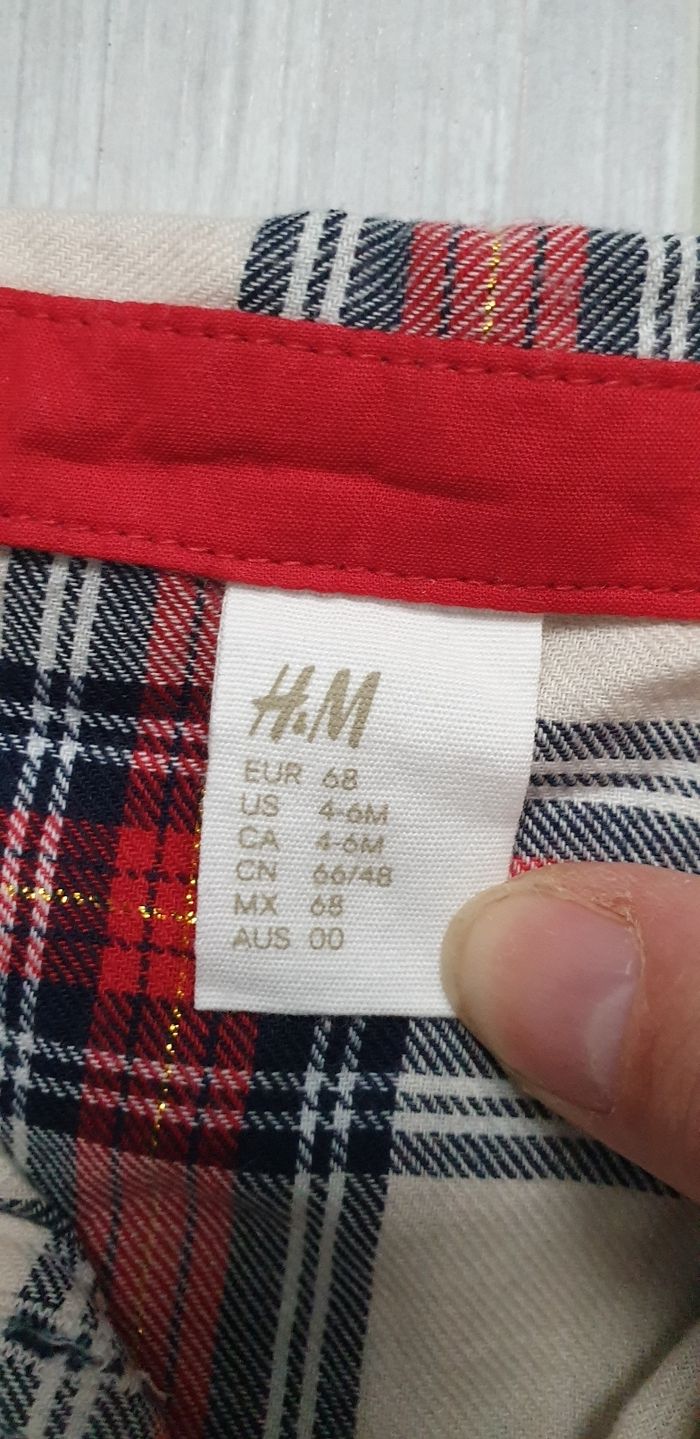 H&M
EUR 68
US 4-6M
CA 4-6M
CN 66/48
MX 68
AUS 00